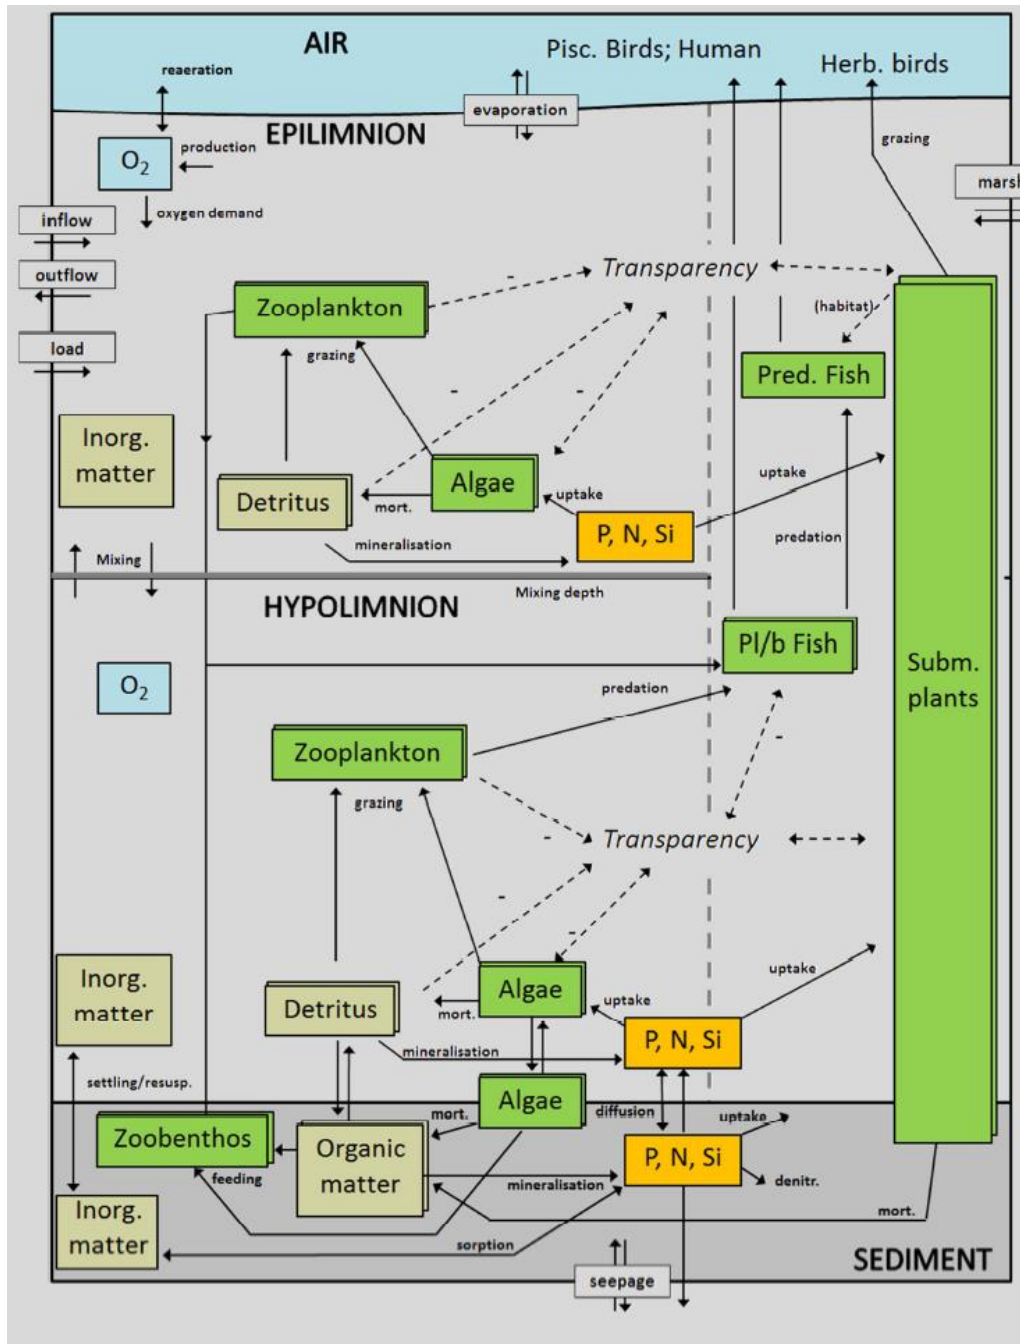 AIR
Pisc. Birds; Human
Herb. birds
reaeration
evaporation
EPILIMNION
grazing
O2
production
oxygen demand
marsh
inflow
outflow
load
Transparency
-
Zooplankton
(habitat)
grazing
Pred. Fish
-
-
Inorg.
matter
Detritus
Algae
mort.
uptake
uptake
P, N, Si
mineralisation
predation
Mixing
Mixing depth
HYPOLIMNION
Pl/b Fish
O2
Subm.
plants
predation
-
Zooplankton
grazing
Transparency
-
-
-
Inorg.
matter
Detritus
Algae
mort.
uptake
uptake
P, N, Si
mineralisation
settling/resusp.
Algae
diffusion
uptake
mort.
Zoobenthos
Organic
matter
P, N, Si
feeding
mineralisation
denitr.
Inorg.
matter
mort.
sorption
SEDIMENT
seepage